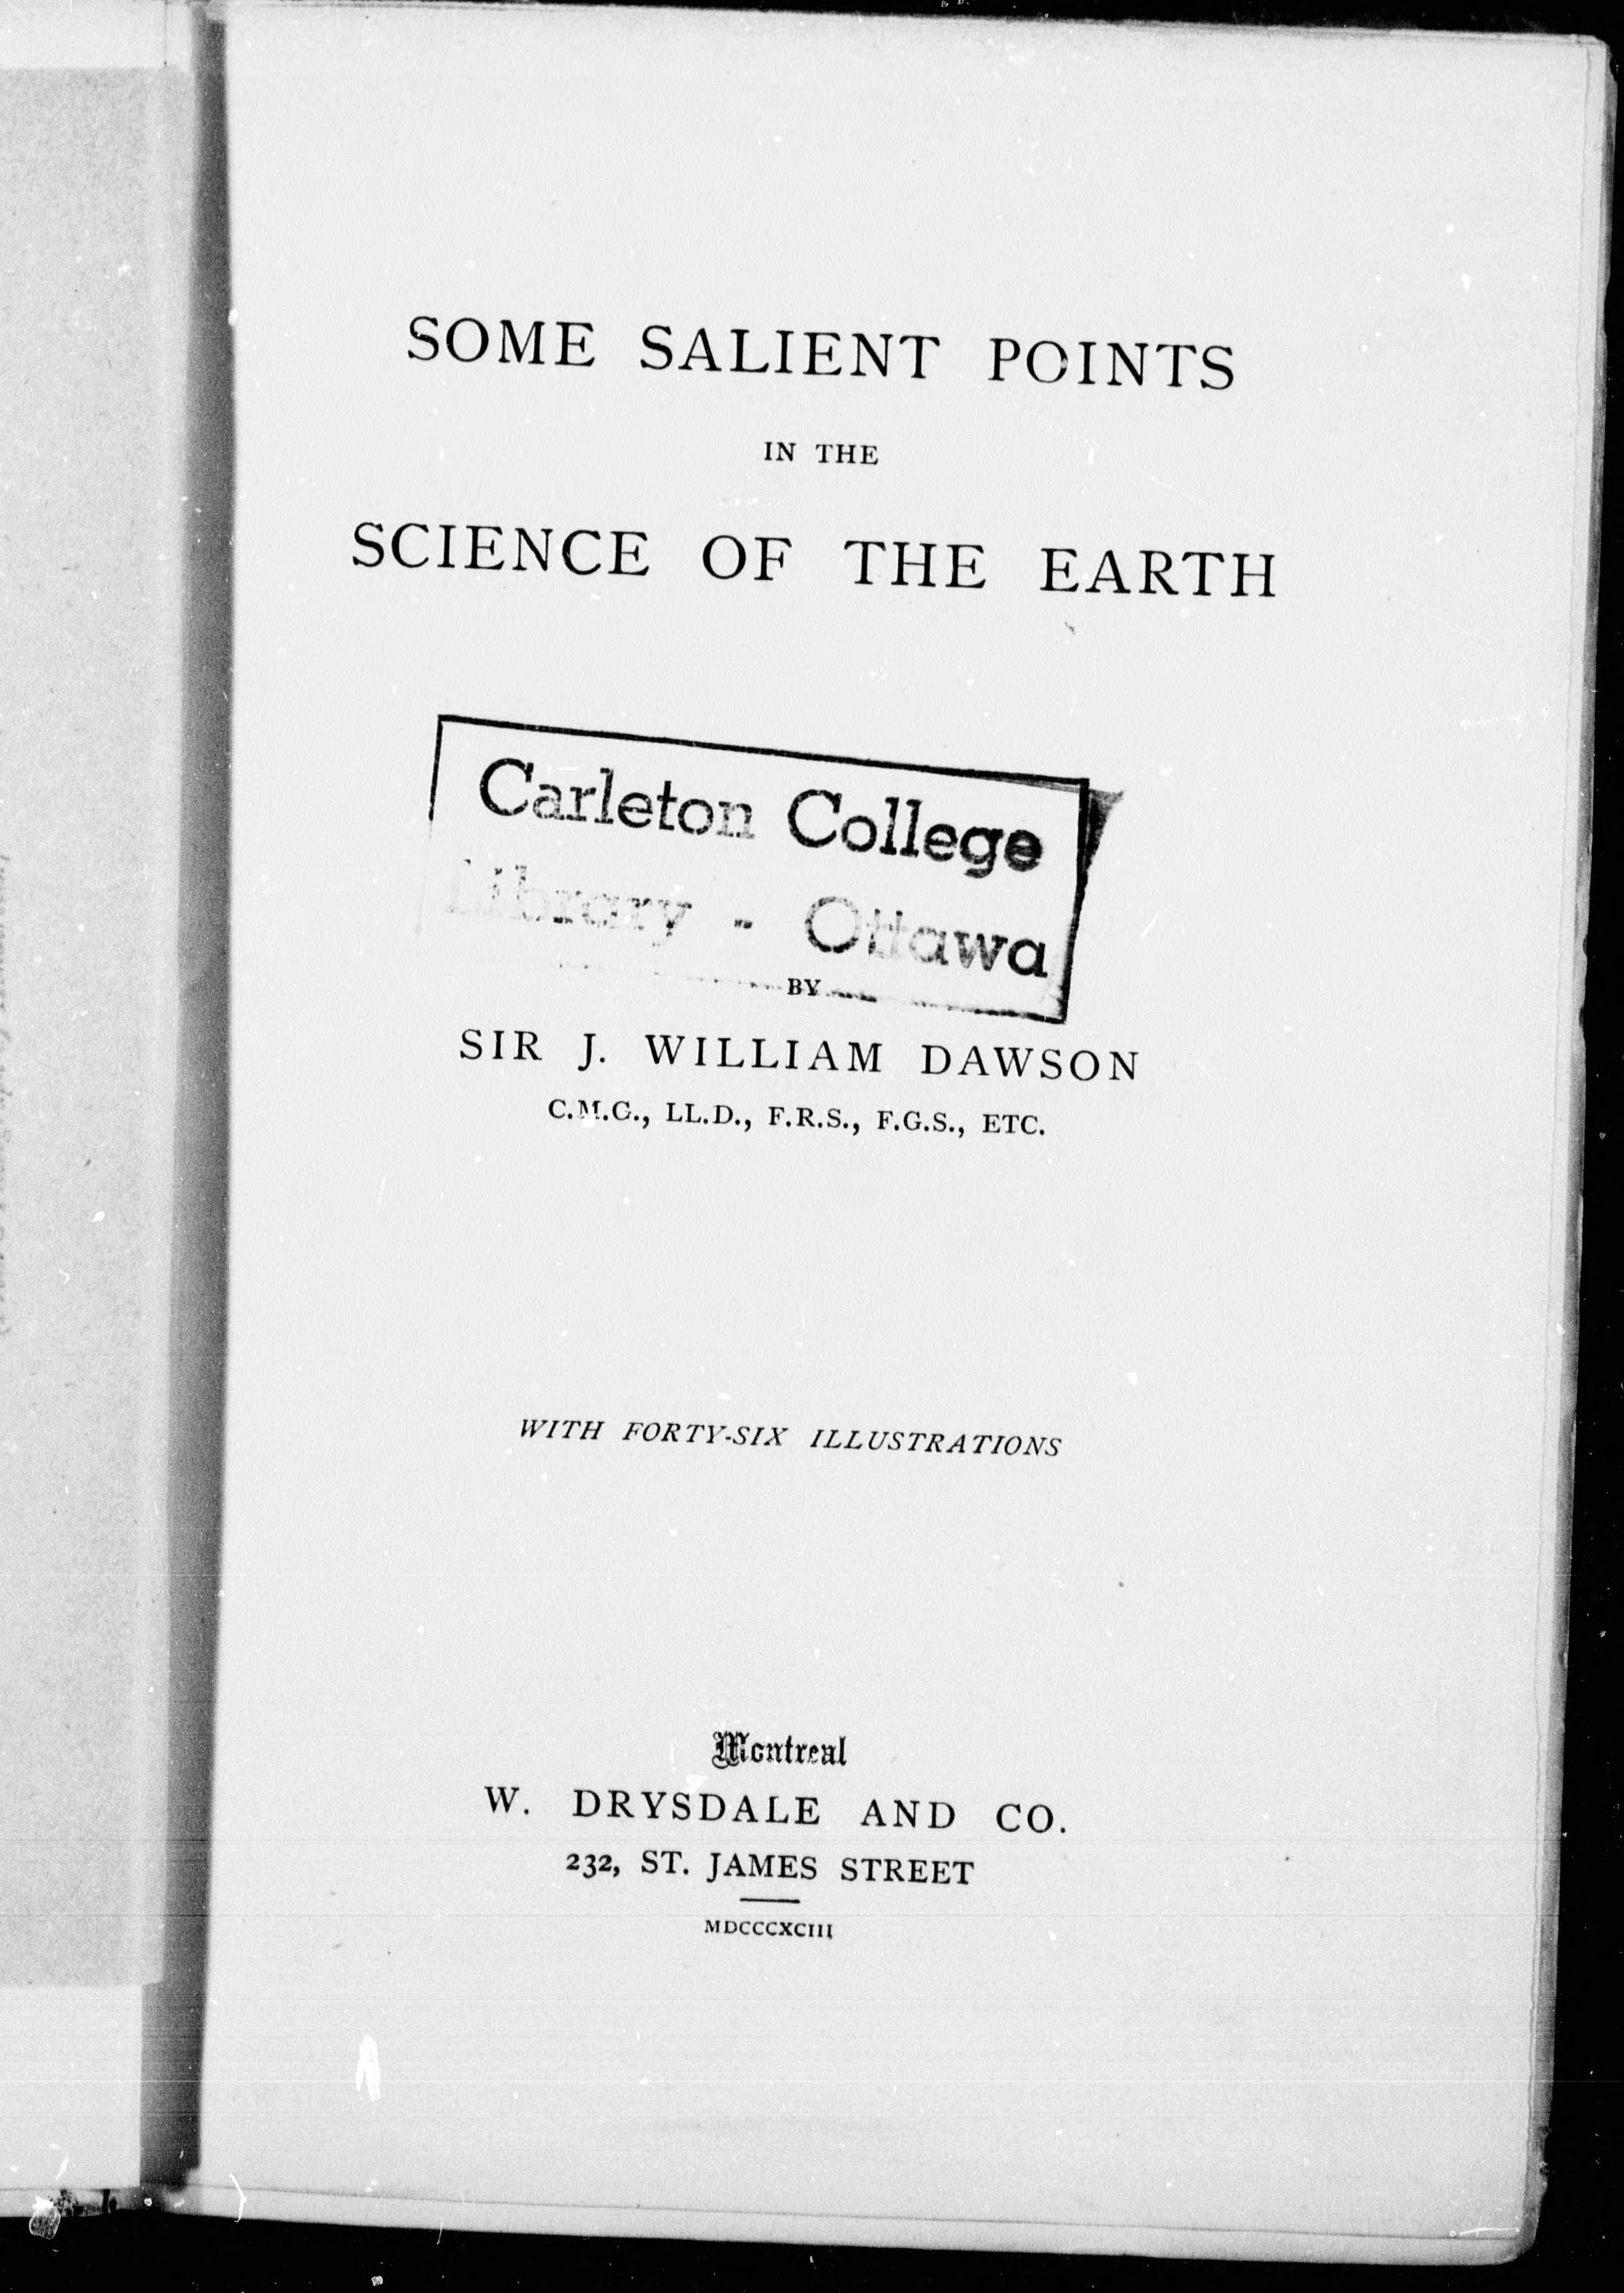 SOME SALIENT POINTS
IN THE
SCIENCE OF THE EARTH
Carleton College
Library - Ottawa
BY
SIR J. WILLIAM DAWSON
C.M.G., LL.D., F.R.S., F.G.S., ETC.
WITH FORTY-SIX ILLUSTRATIONS
Montreal
W. DRYSDALE AND CO.
232, ST. JAMES STREET
MDCCCXCIII